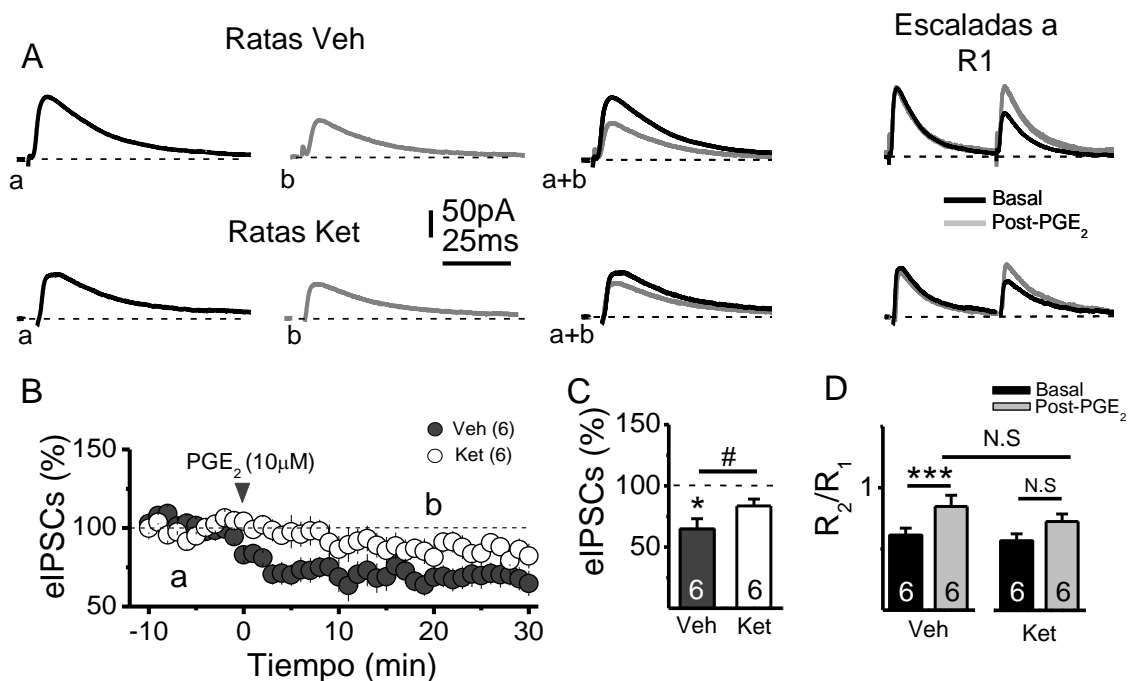 A
Ratas Veh
Escaladas a
R1
a
b
a+b
Basal
Post-PGE₂
Ratas Ket
50pA
25ms
a
b
a+b
B
eIPSCs (%)
150
100
50
PGE₂ (10µM)
Veh (6)
Ket (6)
a
b
-10
0
10
20
30
Tiempo (min)
C
eIPSCs (%)
100
50
#
*
6
6
Veh
Ket
D
Basal
Post-PGE₂
R₂/R₁
1
N.S
***
N.S
6
6
6
6
Veh
Ket